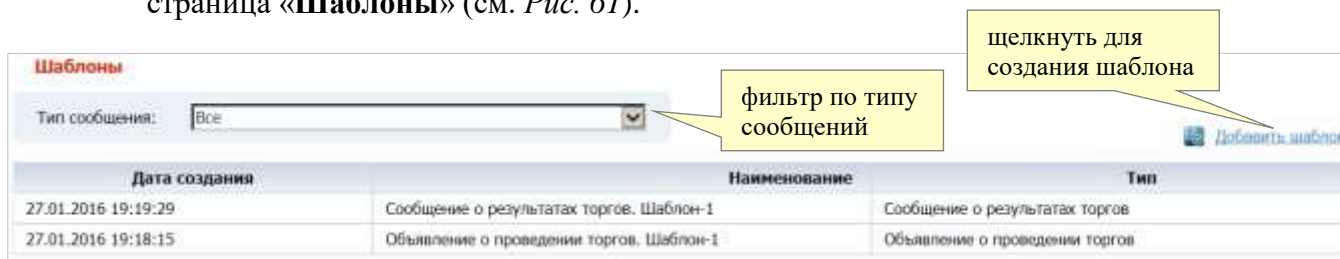 страница «Шаблоны» (см. Рис. 61).
щелкнуть для
создания шаблона
Шаблоны
фильтр по типу
сообщений
Тип сообщения: Все
Добавить шаблон
Дата создания Наименование Тип
27.01.2016 19:19:29 Сообщение о результатах торгов. Шаблон-1 Сообщение о результатах торгов
27.01.2016 19:18:15 Объявление о проведении торгов. Шаблон-1 Объявление о проведении торгов